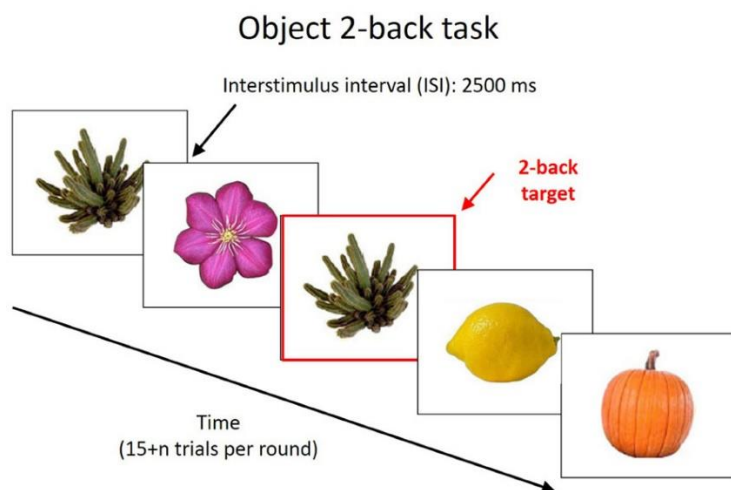 Object 2-back task
Interstimulus interval (ISI): 2500 ms
2-back
target
Time
(15+n trials per round)